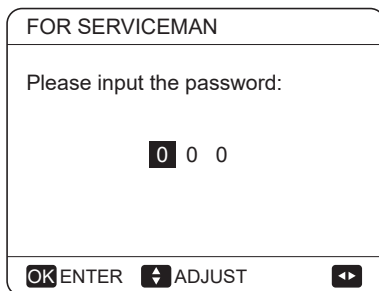 FOR SERVICEMAN
Please input the password:
0 0 0
OK ENTER ADJUST